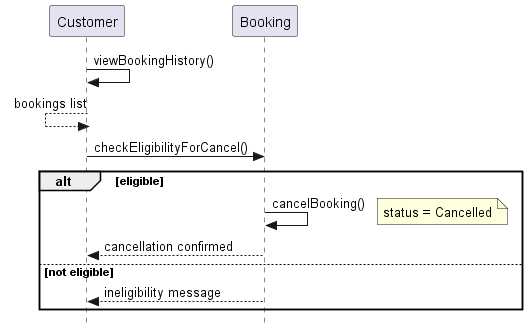 Customer
Booking
viewBookingHistory()
bookings list
checkEligibilityForCancel()
alt
[eligible]
cancelBooking()
status = Cancelled
cancellation confirmed
[not eligible]
ineligibility message